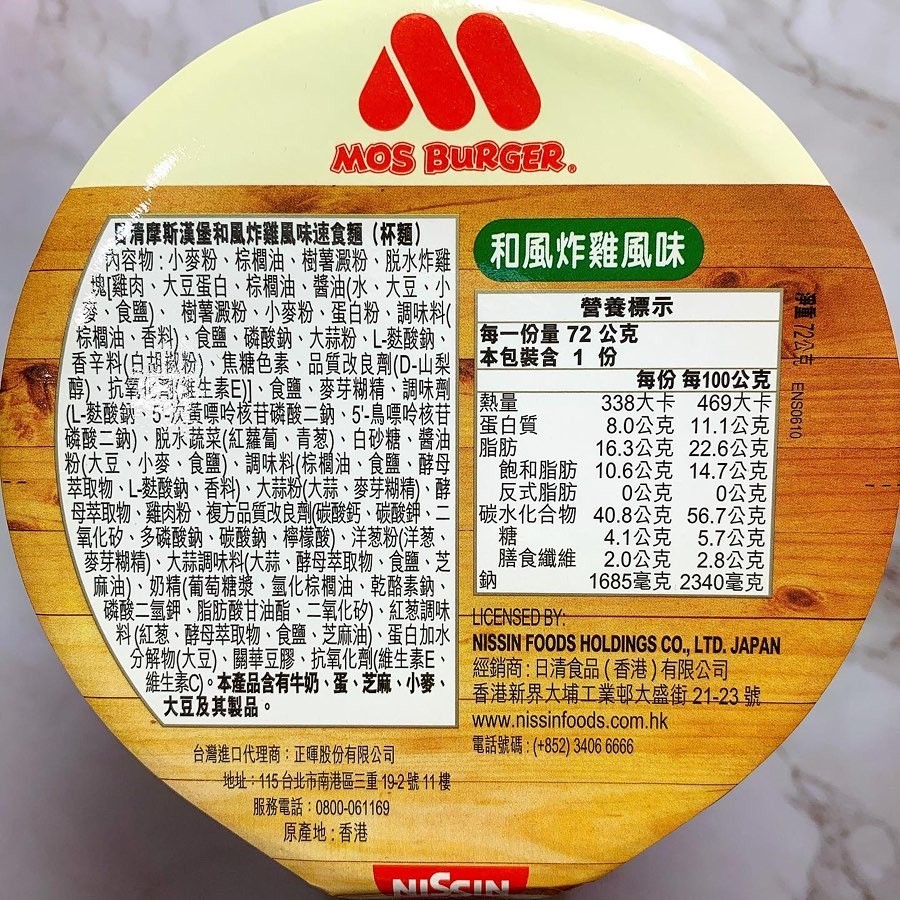 MOS BURGER®
日清摩斯漢堡和風炸雞風味速食麵（杯麵）
內容物：小麥粉、棕櫚油、樹薯澱粉、脫水炸雞
塊[雞肉、大豆蛋白、棕櫚油、醬油(水、大豆、小
麥、食鹽)、樹薯澱粉、小麥粉、蛋白粉、調味料(
棕櫚油、香料)、食鹽、磷酸鈉、大蒜粉、L-麩酸鈉、
香辛料(白胡椒粉)、焦糖色素、品質改良劑(D-山梨
醇)、抗氧化劑(維生素E)]、食鹽、麥芽糊精、調味劑
(L-麩酸鈉、5'-次黃嘌呤核苷磷酸二鈉、5'-鳥嘌呤核苷
磷酸二鈉)、脫水蔬菜(紅蘿蔔、青葱)、白砂糖、醬油
粉(大豆、小麥、食鹽)、調味料(棕櫚油、食鹽、酵母
萃取物、L-麩酸鈉、香料)、大蒜粉(大蒜、麥芽糊精)、酵
母萃取物、雞肉粉、複方品質改良劑(碳酸鈣、碳酸鉀、二
氧化矽、多磷酸鈉、碳酸鈉、檸檬酸)、洋葱粉(洋葱、
麥芽糊精)、大蒜調味料(大蒜、酵母萃取物、食鹽、芝
麻油)、奶精(葡萄糖漿、氫化棕櫚油、乾酪素鈉、
磷酸二氫鉀、脂肪酸甘油酯、二氧化矽)、紅葱調味
料(紅葱、酵母萃取物、食鹽、芝麻油)、蛋白加水
分解物(大豆)、關華豆膠、抗氧化劑(維生素E、
維生素C)。本產品含有牛奶、蛋、芝麻、小麥、
大豆及其製品。
台灣進口代理商：正暉股份有限公司
地址：115台北市南港區三重 19-2 號 11 樓
服務電話：0800-061169
原產地：香港
和風炸雞風味
營養標示
每一份量 72 公克
本包裝含 1 份
每份 每100公克
熱量 338大卡 469大卡
蛋白質 8.0公克 11.1公克
脂肪 16.3公克 22.6公克
飽和脂肪 10.6公克 14.7公克
反式脂肪 0公克 0公克
碳水化合物 40.8公克 56.7公克
糖 4.1公克 5.7公克
膳食纖維 2.0公克 2.8公克
鈉 1685毫克 2340毫克
淨重 72公克 ENS0610
LICENSED BY:
NISSIN FOODS HOLDINGS CO., LTD. JAPAN
經銷商：日清食品（香港）有限公司
香港新界大埔工業邨大盛街 21-23 號
www.nissinfoods.com.hk
電話號碼：(+852) 3406 6666
NISSIN